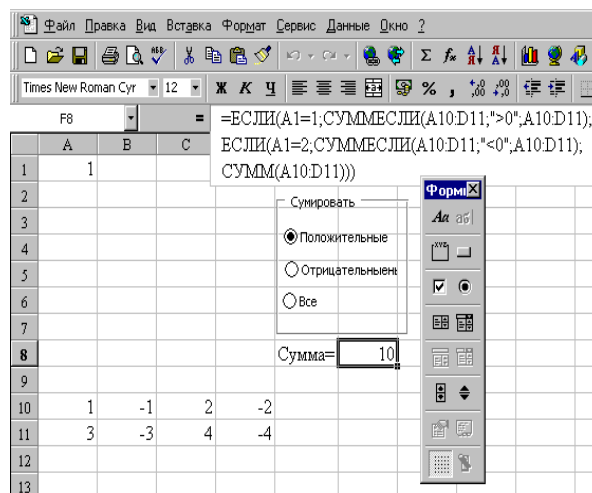 Файл Правка Вид Вставка Формат Сервис Данные Окно ?
Times New Roman Cyr 12 Ж К Ч % ,
F8 = =ЕСЛИ(A1=1;СУММЕСЛИ(A10:D11;">0";A10:D11);
ЕСЛИ(A1=2;СУММЕСЛИ(A10:D11;"<0";A10:D11);
СУММ(A10:D11)))
A B C
1 1
2
3
4
5
6
7
8
9
10 1 -1 2 -2
11 3 -3 4 -4
12
13
Сумировать
Положительные
Отрицательныень
Все
Сумма= 10
Форми
Aa аб